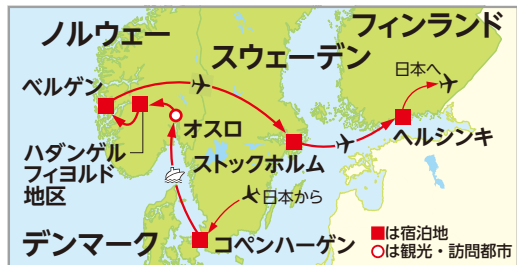 ノルウェー
フィンランド
スウェーデン
ベルゲン
日本へ
オスロ
ヘルシンキ
ハダンゲル
フィヨルド
地区
ストックホルム
日本から
デンマーク
コペンハーゲン
■は宿泊地
○は観光・訪問都市